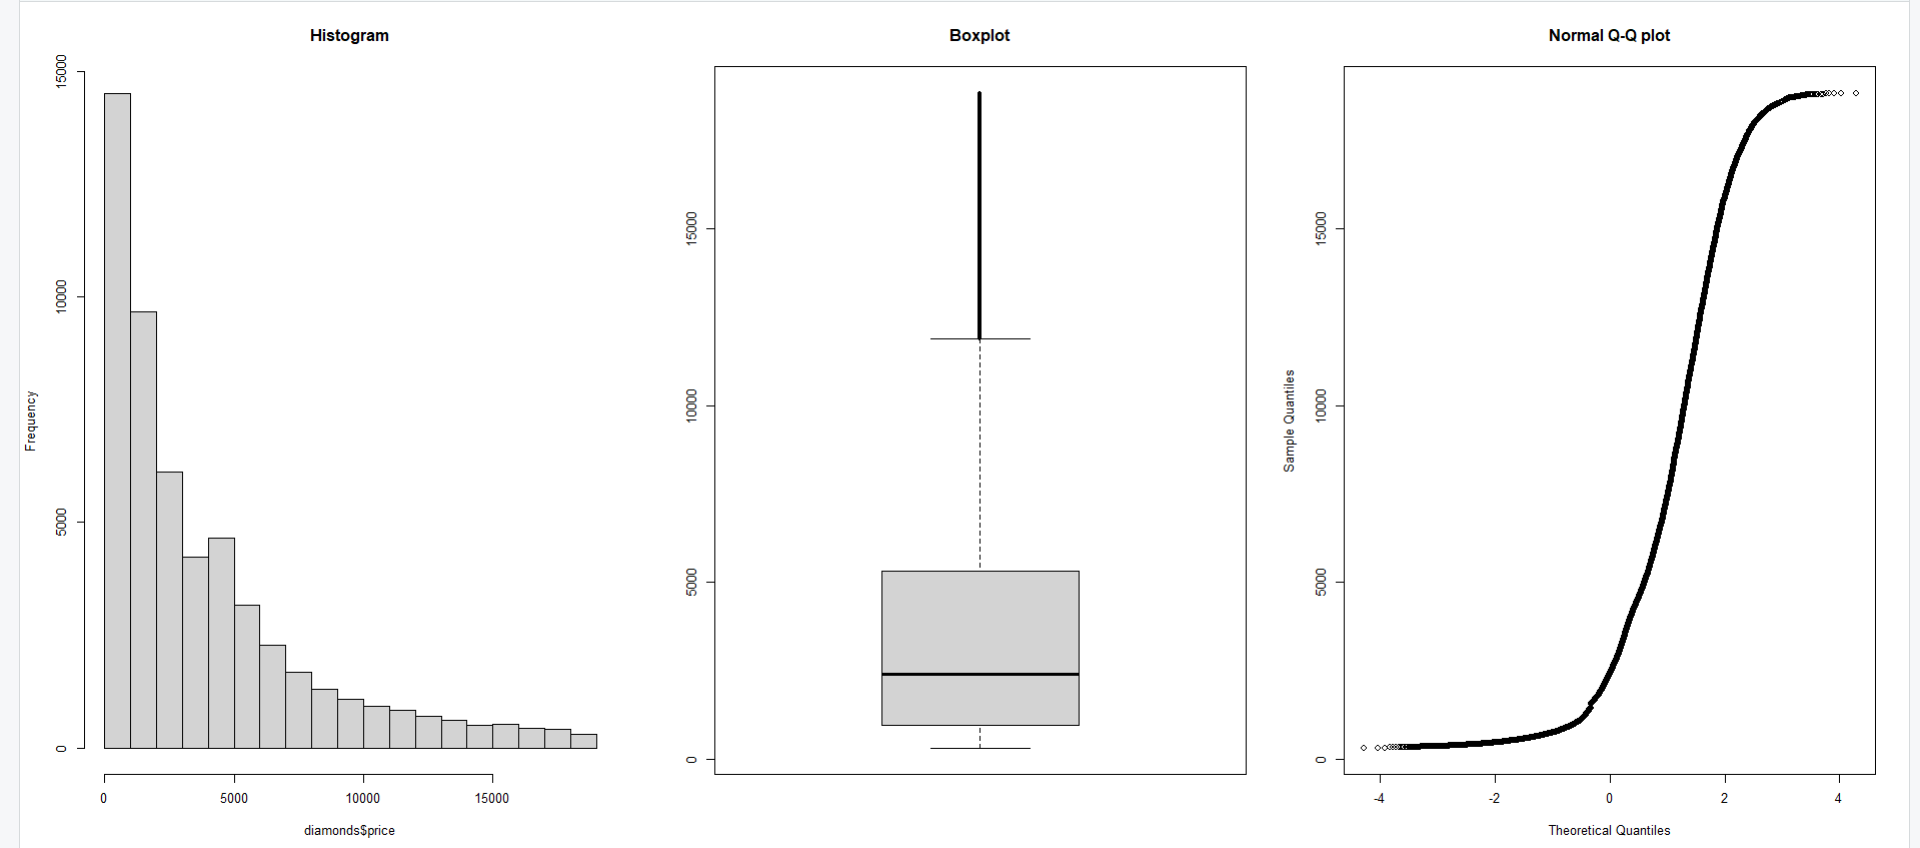 Histogram
Frequency
15000
10000
5000
0
0 5000 10000 15000
diamonds$price
Boxplot
15000
10000
5000
0
Normal Q-Q plot
Sample Quantiles
15000
10000
5000
0
-4 -2 0 2 4
Theoretical Quantiles